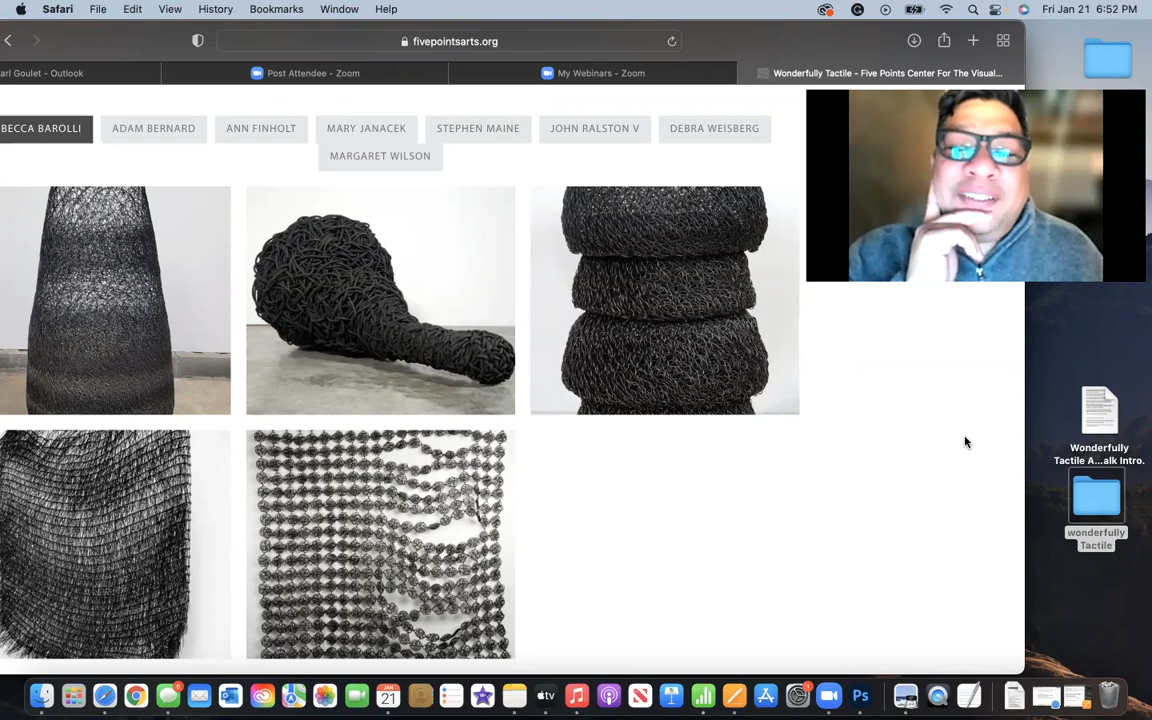 Safari File Edit View History Bookmarks Window Help Fri Jan 21 6:52 PM
fivepointsarts.org
arl Goulet - Outlook Post Attendee - Zoom My Webinars - Zoom Wonderfully Tactile - Five Points Center For The Visual...
BECCA BAROLLI ADAM BERNARD ANN FINHOLT MARY JANACEK STEPHEN MAINE JOHN RALSTON V DEBRA WEISBERG
MARGARET WILSON
Wonderfully
Tactile A...alk Intro.
wonderfully
Tactile
tv
Ps